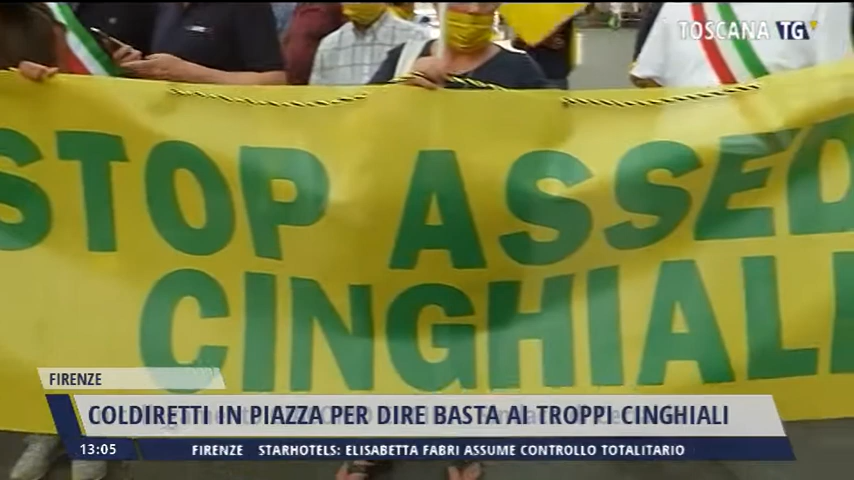 TOSCANA TG
STOP ASSED
CINGHIALI
FIRENZE
COLDIRETTI IN PIAZZA PER DIRE BASTA AI TROPPI CINGHIALI
13:05 FIRENZE STARHOTELS: ELISABETTA FABRI ASSUME CONTROLLO TOTALITARIO